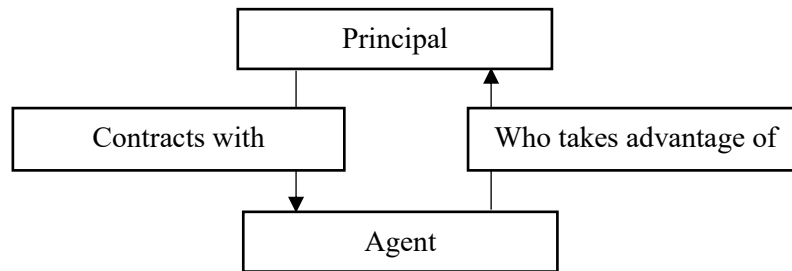 Principal
Contracts with
Who takes advantage of
Agent